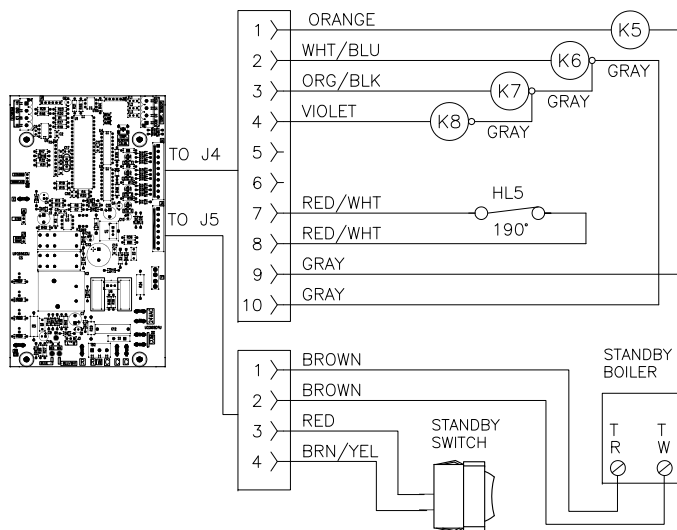 1 ORANGE K5
2 WHT/BLU K6 GRAY
3 ORG/BLK K7 GRAY
4 VIOLET K8 GRAY
TO J4
5
6
7 RED/WHT HL5
190°
8 RED/WHT
TO J5
9 GRAY
10 GRAY
1 BROWN
2 BROWN
3 RED
4 BRN/YEL
STANDBY
SWITCH
STANDBY
BOILER
T T
R W